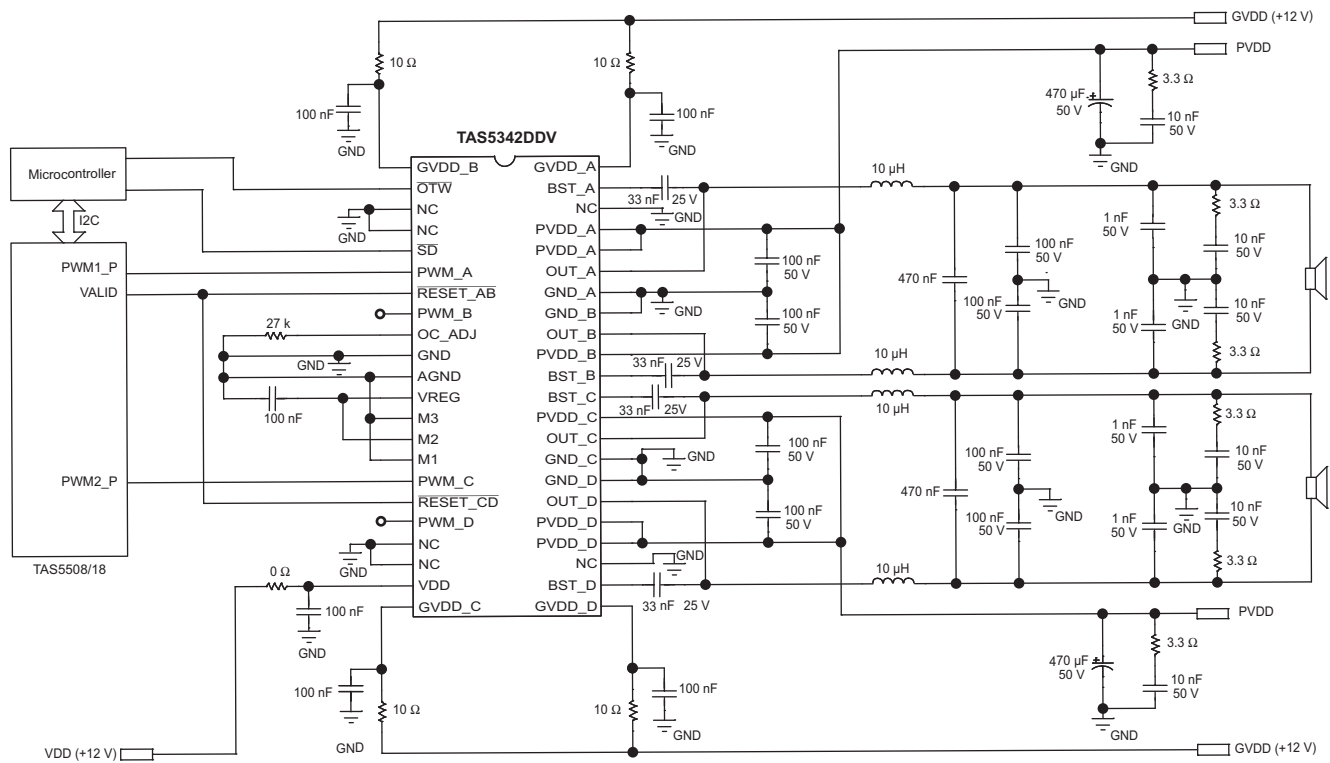 GVDD (+12 V)
PVDD
10 Ω
10 Ω
3.3 Ω
470 µF
50 V
10 nF
50 V
100 nF
100 nF
GND
GND
GND
TAS5342DDV
Microcontroller
I2C
PWM1_P
VALID
PWM2_P
TAS5508/18
GVDD_B
OTW
NC
NC
SD
PWM_A
RESET_AB
PWM_B
OC_ADJ
GND
AGND
VREG
M3
M2
M1
PWM_C
RESET_CD
PWM_D
NC
NC
VDD
GVDD_C
GVDD_A
BST_A
NC
PVDD_A
PVDD_A
OUT_A
GND_A
GND_B
OUT_B
PVDD_B
BST_B
BST_C
PVDD_C
OUT_C
GND_C
GND_D
OUT_D
PVDD_D
PVDD_D
NC
BST_D
GVDD_D
GND
27 k
GND
100 nF
GND
0 Ω
100 nF
GND
33 nF 25 V
GND
100 nF
50 V
GND
100 nF
50 V
33 nF 25 V
33 nF 25V
100 nF
50 V
GND
100 nF
50 V
GND
33 nF 25 V
10 µH
10 µH
10 µH
10 µH
470 nF
100 nF
50 V
GND
100 nF
50 V
1 nF
50 V
3.3 Ω
10 nF
50 V
GND
1 nF
50 V
10 nF
50 V
3.3 Ω
470 nF
100 nF
50 V
GND
100 nF
50 V
1 nF
50 V
3.3 Ω
10 nF
50 V
GND
1 nF
50 V
10 nF
50 V
3.3 Ω
PVDD
3.3 Ω
470 µF
50 V
10 nF
50 V
GND
100 nF
10 Ω
GND
10 Ω
100 nF
GND
VDD (+12 V)
GVDD (+12 V)